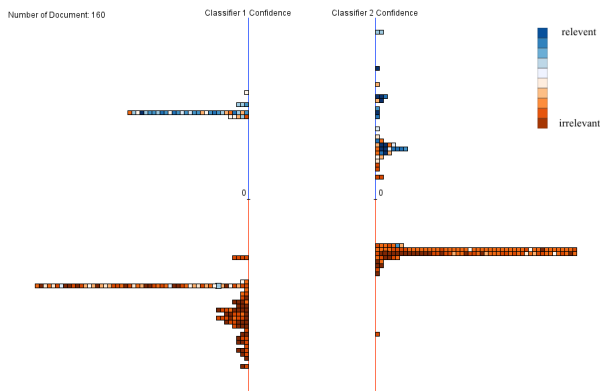 Number of Document: 160
Classifier 1 Confidence
Classifier 2 Confidence
relevent
irrelevant
0
0